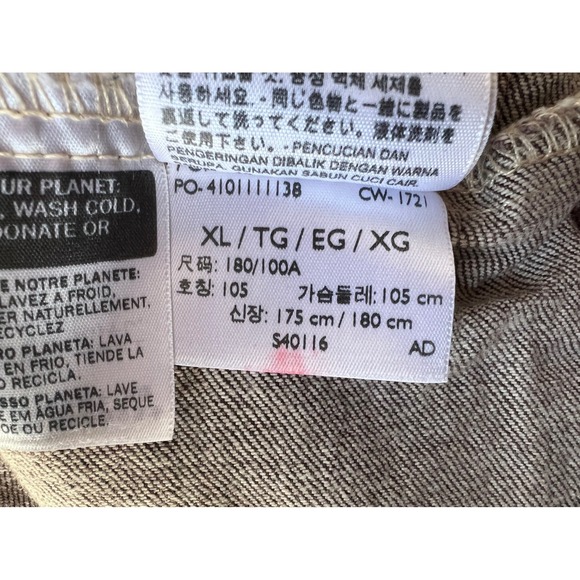 사용하세요. - 同じ色物と一緒に製品を
裏返して洗ってください。液体洗剤を
ご使用下さい。 - PENCUCIAN DAN
PENGERINGAN DIBALIK DENGAN WARNA
GUNAKAN SABUN CUCI CAIR.
PO-4101111138 CW-1721
XL / TG / EG / XG
尺码: 180/100A
호칭: 105 가슴둘레: 105 cm
신장: 175 cm / 180 cm
S40116 AD
UR PLANET:
, WASH COLD,
DONATE OR
E NOTRE PLANETE:
LAVEZ A FROID,
ER NATURELLEMENT,
ECYCLEZ
RO PLANETA: LAVA
EN FRIO, TIENDE LA
O RECICLA.
SSO PLANETA: LAVE
E EM ÁGUA FRIA, SEQUE
OE OU RECICLE.